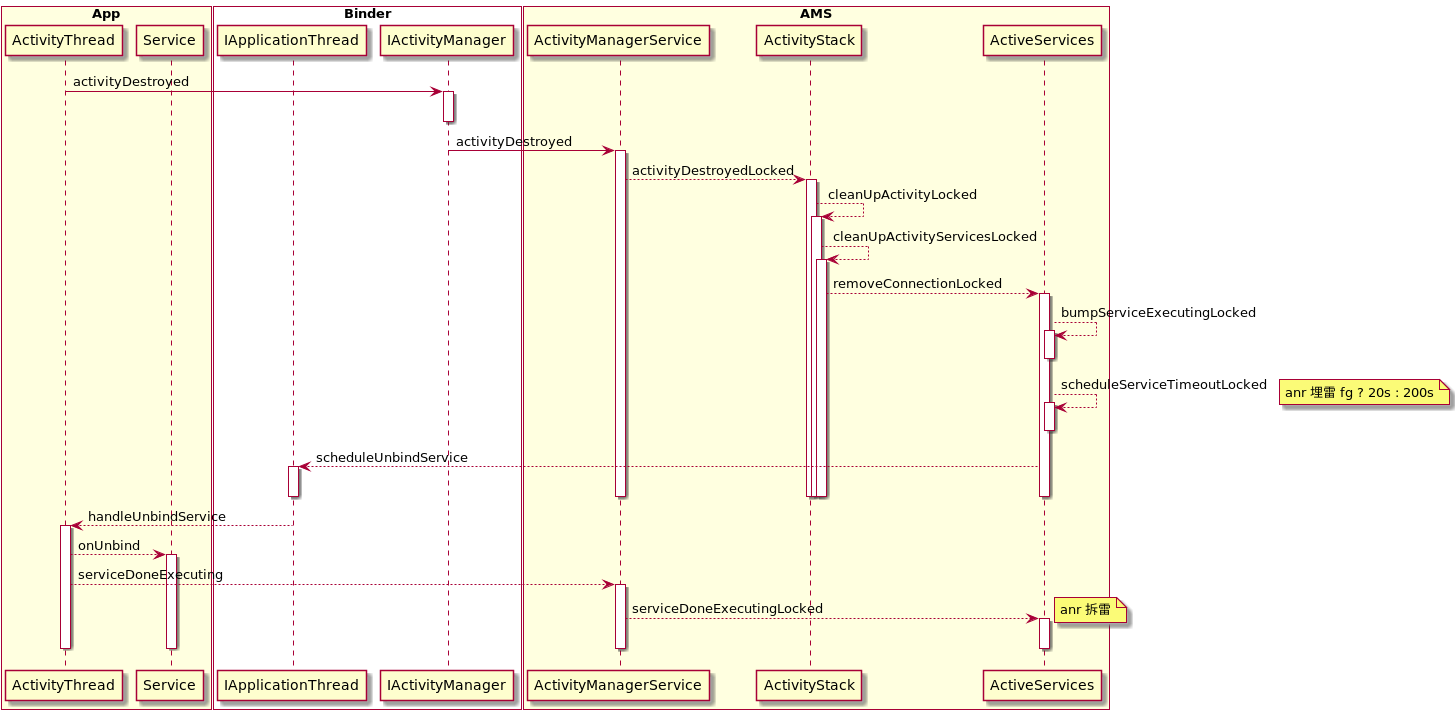 App
Binder
AMS
ActivityThread
Service
IApplicationThread
IActivityManager
ActivityManagerService
ActivityStack
ActiveServices
activityDestroyed
activityDestroyed
activityDestroyedLocked
cleanUpActivityLocked
cleanUpActivityServicesLocked
removeConnectionLocked
bumpServiceExecutingLocked
scheduleServiceTimeoutLocked
anr 埋雷 fg ? 20s : 200s
scheduleUnbindService
handleUnbindService
onUnbind
serviceDoneExecuting
serviceDoneExecutingLocked
anr 拆雷
ActivityThread
Service
IApplicationThread
IActivityManager
ActivityManagerService
ActivityStack
ActiveServices